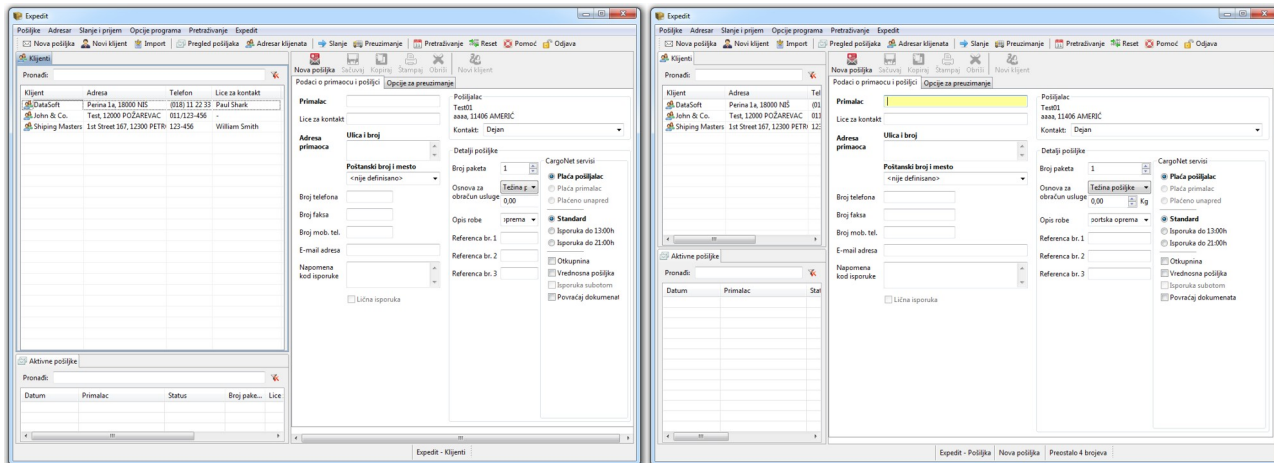 Expedit
Pošiljke Adresar Slanje i prijem Opcije programa Pretraživanje Expedit
Nova pošiljka Novi klijent Import Pregled pošiljaka Adresar klijenata Slanje Preuzimanje Pretraživanje Reset Pomoć Odjava
Klijenti
Pronađi:
Klijent Adresa Telefon Lice za kontakt
DataSoft Perina 1a, 18000 NIŠ (018) 11 22 33 Paul Shark
John & Co. Test, 12000 POŽAREVAC 011/123-456 -
Shiping Masters 1st Street 167, 12300 PETR 123-456 William Smith
Aktivne pošiljke
Pronađi:
Datum Primalac Status Broj pake... Lice
Nova pošiljka Sačuvaj Kopiraj Štampaj Obriši Novi klijent
Podaci o primaocu i pošiljci Opcije za preuzimanje
Primalac
Lice za kontakt
Adresa primaoca
Ulica i broj
Poštanski broj i mesto
<nije definisano>
Broj telefona
Broj faksa
Broj mob. tel.
E-mail adresa
Napomena
kod isporuke
Lična isporuka
Pošiljalac
Test01
aaaa, 11406 AMERIĆ
Kontakt: Dejan
Detalji pošiljke
Broj paketa 1
Osnova za
obračun usluge
Težina p
0,00
Opis robe :prema
Referenca br. 1
Referenca br. 2
Referenca br. 3
CargoNet servisi
Plaća pošiljalac
Plaća primalac
Plaćeno unapred
Standard
Isporuka do 13:00h
Isporuka do 21:00h
Otkupnina
Vrednosna pošiljka
Isporuka subotom
Povraćaj dokumenat
Expedit - Klijenti
Expedit
Pošiljke Adresar Slanje i prijem Opcije programa Pretraživanje Expedit
Nova pošiljka Novi klijent Import Pregled pošiljaka Adresar klijenata Slanje Preuzimanje Pretraživanje Reset Pomoć Odjava
Klijenti
Pronađi:
Klijent Adresa Tel
DataSoft Perina 1a, 18000 NIŠ (01
John & Co. Test, 12000 POŽAREVAC 011
Shiping Masters 1st Street 167, 12300 PETR 123
Aktivne pošiljke
Pronađi:
Datum Primalac Stat
Nova pošiljka Sačuvaj Kopiraj Štampaj Obriši Novi klijent
Podaci o primaocu i pošiljci Opcije za preuzimanje
Primalac
Lice za kontakt
Adresa
primaoca
Ulica i broj
Poštanski broj i mesto
<nije definisano>
Broj telefona
Broj faksa
Broj mob. tel.
E-mail adresa
Napomena
kod isporuke
Lična isporuka
Pošiljalac
Test01
aaaa, 11406 AMERIĆ
Kontakt: Dejan
Detalji pošiljke
Broj paketa 1
Osnova za
obračun usluge
Težina pošiljke
0,00 Kg
Opis robe portska oprema
Referenca br. 1
Referenca br. 2
Referenca br. 3
CargoNet servisi
Plaća pošiljalac
Plaća primalac
Plaćeno unapred
Standard
Isporuka do 13:00h
Isporuka do 21:00h
Otkupnina
Vrednosna pošiljka
Isporuka subotom
Povraćaj dokumenata
Expedit - Pošiljka Nova pošiljka Preostalo 4 brojeva